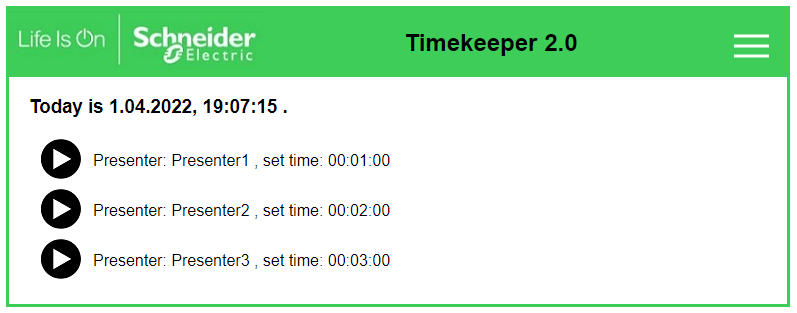 Life Is On
Schneider
Electric
Timekeeper 2.0
Today is 1.04.2022, 19:07:15 .
Presenter: Presenter1 , set time: 00:01:00
Presenter: Presenter2 , set time: 00:02:00
Presenter: Presenter3 , set time: 00:03:00